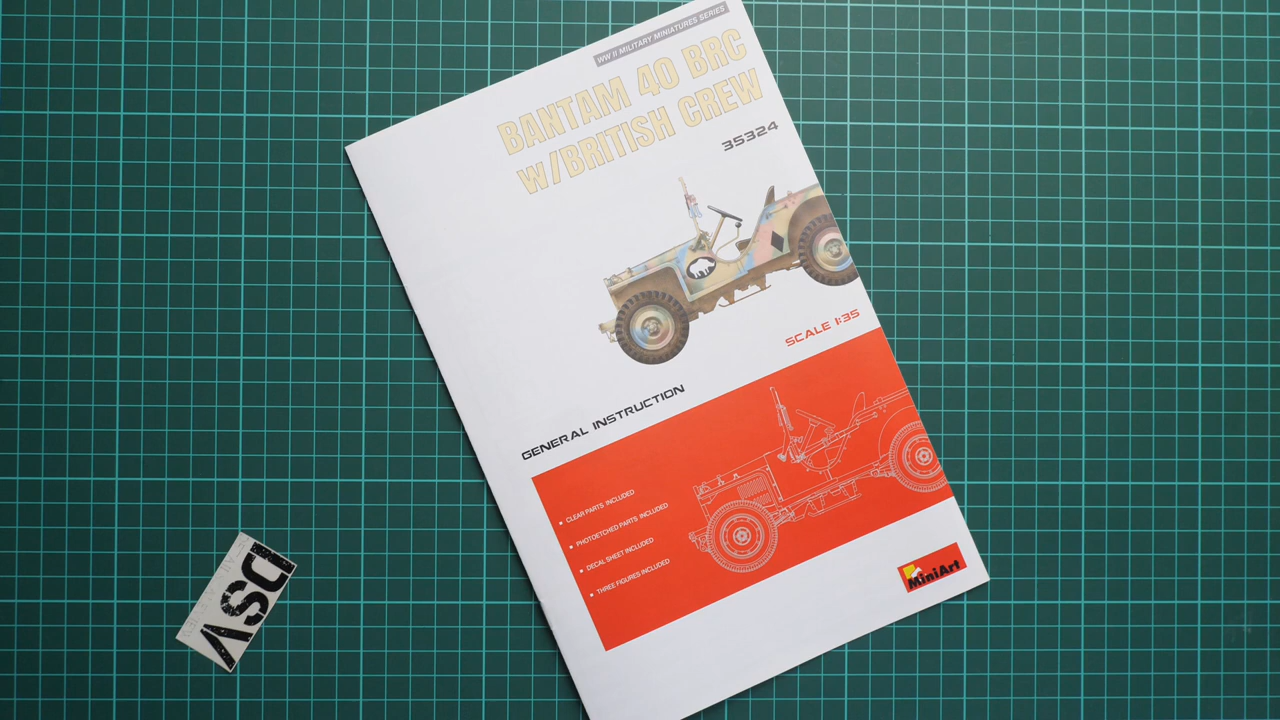 WW II MILITARY MINIATURES SERIES
BANTAM 40 BRC
W/BRITISH CREW
35324
SCALE 1:35
GENERAL INSTRUCTION
CLEAR PARTS INCLUDED
PHOTOETCHED PARTS INCLUDED
DECAL SHEET INCLUDED
THREE FIGURES INCLUDED
MiniArt
DSV